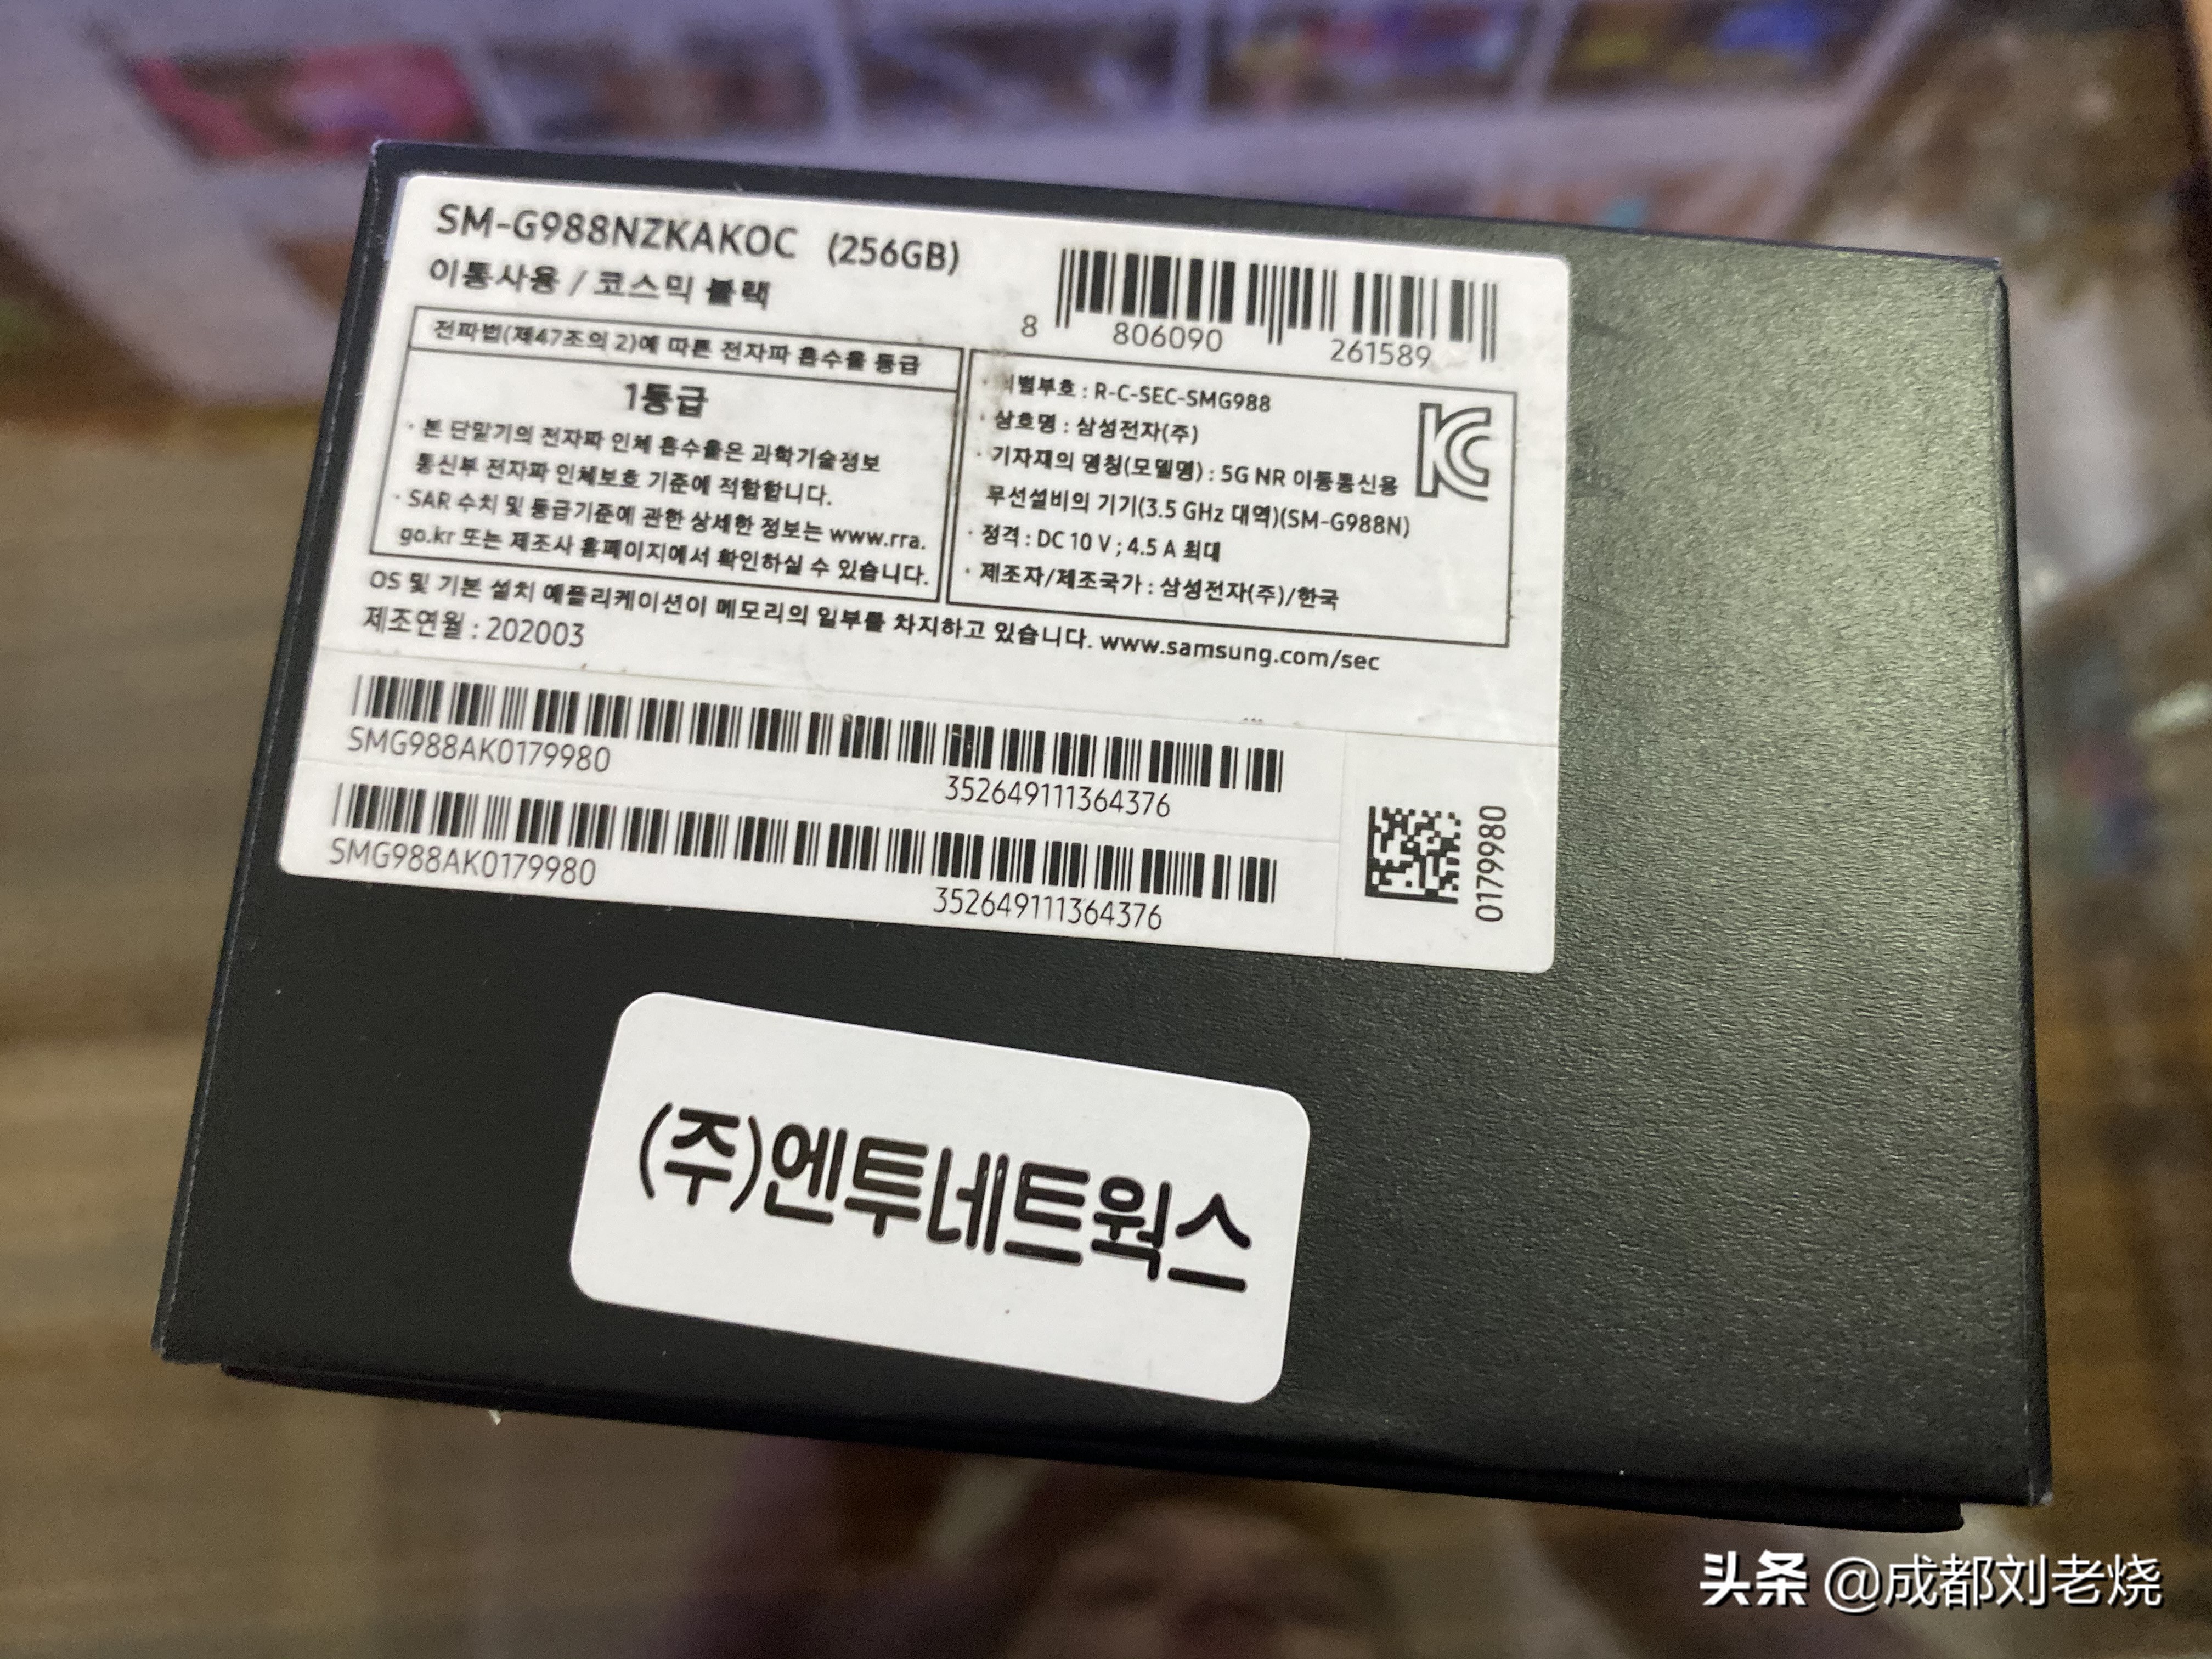 SM-G988NZKAKOC (256GB)
이통사용 / 코스믹 블랙
8 806090 261589
전파법(제47조의 2)에 따른 전자파 흡수율 등급
1등급
· 본 단말기의 전자파 인체 흡수율은 과학기술정보
통신부 전자파 인체보호 기준에 적합합니다.
· SAR 수치 및 등급기준에 관한 상세한 정보는 www.rra.
go.kr 또는 제조사 홈페이지에서 확인하실 수 있습니다.
· 식별부호 : R-C-SEC-SMG988
· 상호명 : 삼성전자(주)
· 기자재의 명칭(모델명) : 5G NR 이동통신용
무선설비의 기기(3.5 GHz 대역)(SM-G988N)
· 정격 : DC 10 V ; 4.5 A 최대
· 제조자/제조국가 : 삼성전자(주)/한국
OS 및 기본 설치 애플리케이션이 메모리의 일부를 차지하고 있습니다. www.samsung.com/sec
제조연월 : 202003
SMG988AK0179980
352649111364376
SMG988AK0179980
352649111364376
0179980
(주)엔투네트웍스
头条 @成都刘老烧